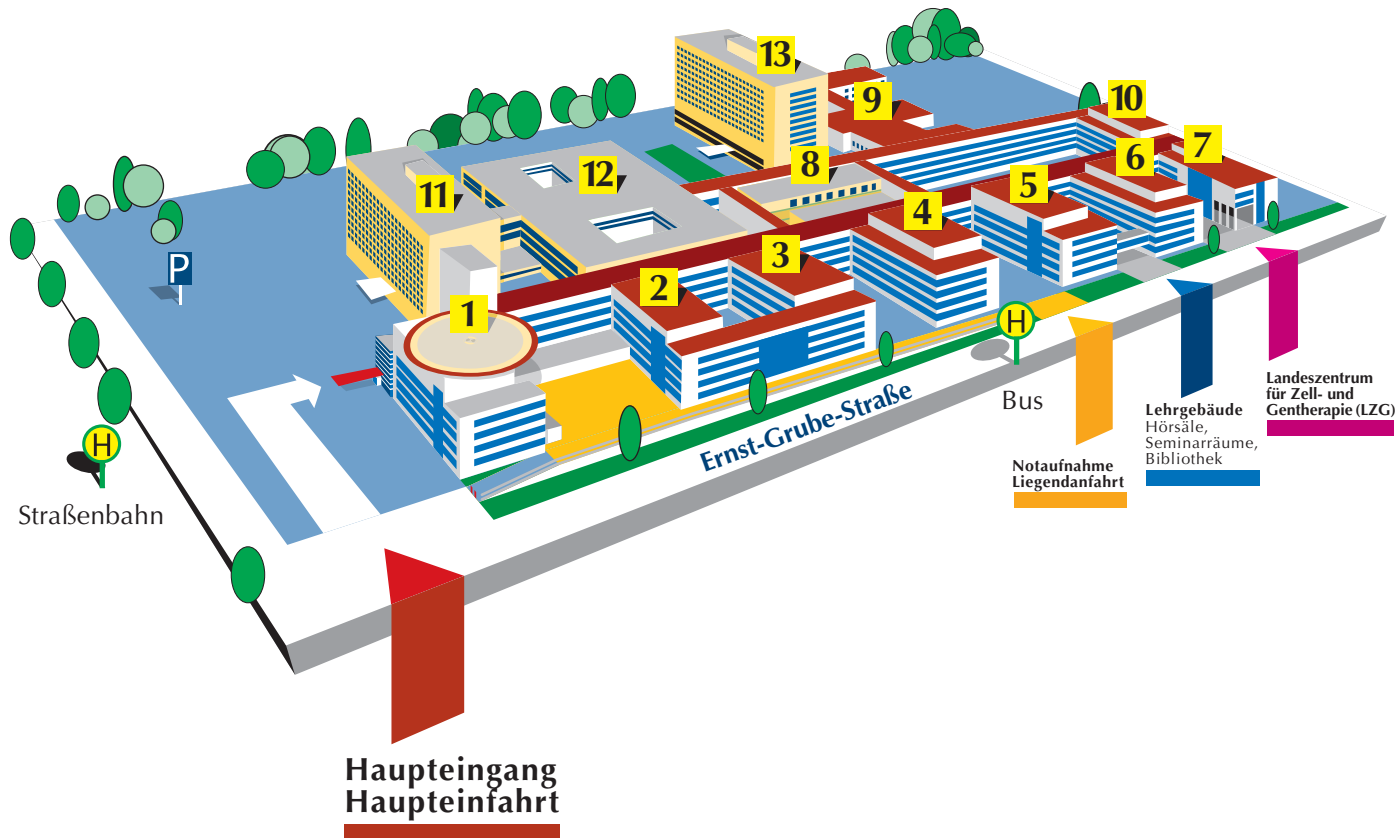 13
9
10
12
8
6
7
11
5
4
P
3
2
1
H
Bus
H
Straßenbahn
Ernst-Grube-Straße
Notaufnahme
Liegendanfahrt
Lehrgebäude
Hörsäle,
Seminarräume,
Bibliothek
Landeszentrum
für Zell- und
Gentherapie (LZG)
Haupteingang
Haupteinfahrt